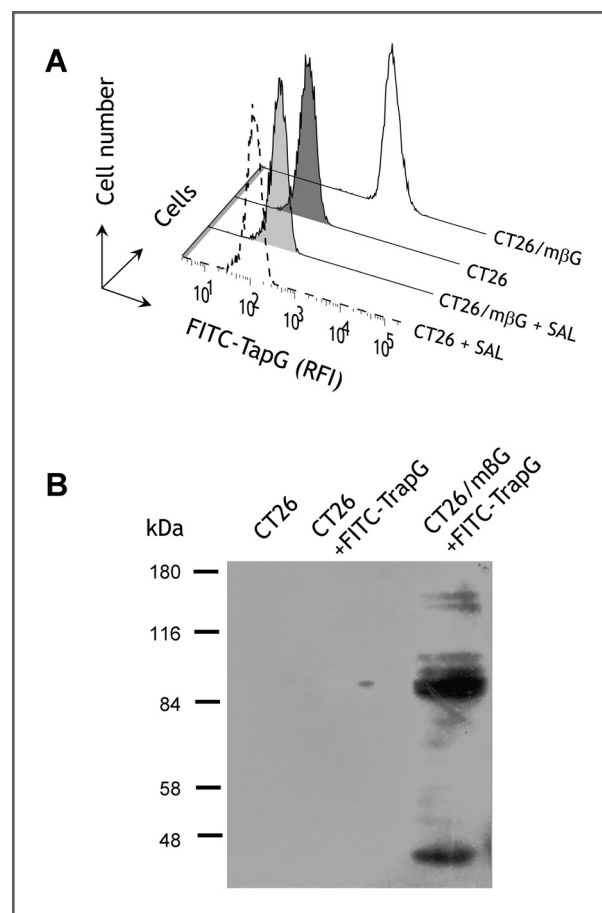 A
Cell number
Cells
CT26/mβG
CT26
CT26/mβG + SAL
CT26 + SAL
10¹ 10² 10³ 10⁴ 10⁵
FITC-TapG (RFI)
B
kDa
CT26
CT26
+FITC-TrapG
CT26/mßG
+FITC-TrapG
180
116
84
58
48